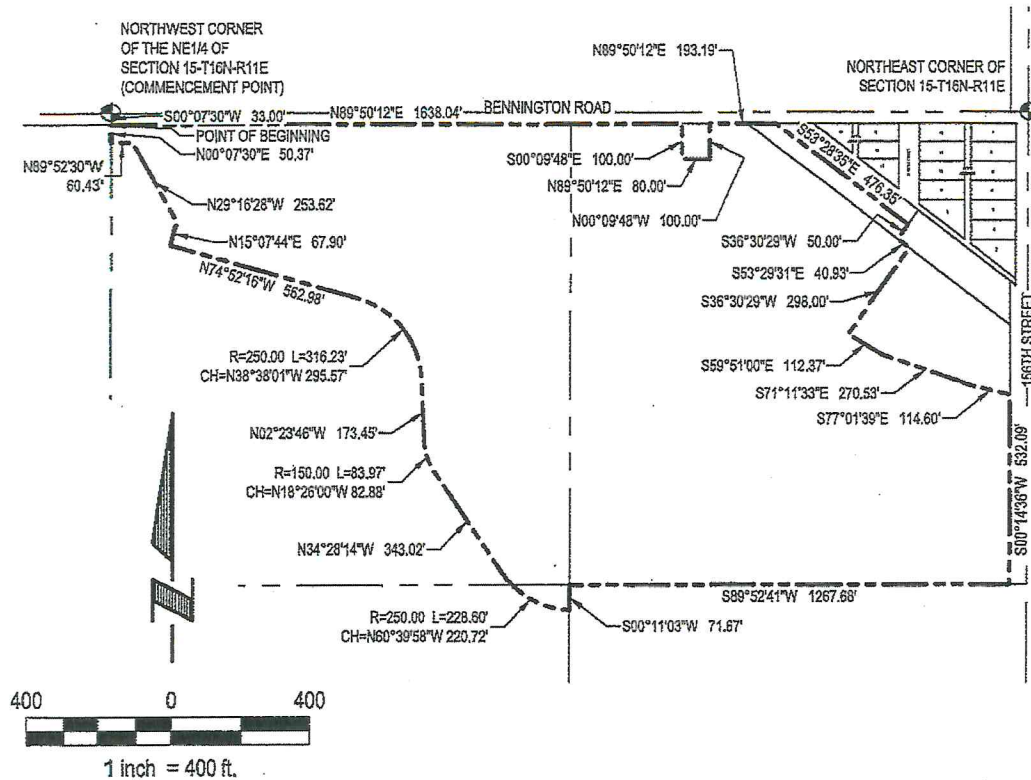 NORTHWEST CORNER
OF THE NE1/4 OF
SECTION 15-T16N-R11E
(COMMENCEMENT POINT)
N89°50'12"E 193.19'
NORTHEAST CORNER OF
SECTION 15-T16N-R11E
S00°07'30"W 33.00'
N89°50'12"E 1638.04'
BENNINGTON ROAD
POINT OF BEGINNING
N00°07'30"E 50.37'
N89°52'30"W
60.43'
S00°09'48"E 100.00'
N89°50'12"E 80.00'
N00°09'48"W 100.00'
S53°28'35"E 476.35'
N29°16'28"W 253.62'
N15°07'44"E 67.90'
N74°52'16"W 562.98'
S36°30'29"W 50.00'
S53°29'31"E 40.93'
S36°30'29"W 298.00'
156TH STREET
R=250.00 L=316.23'
CH=N38°38'01"W 295.57'
S59°51'00"E 112.37'
S71°11'33"E 270.53'
S77°01'39"E 114.60'
N02°23'46"W 173.45'
R=150.00 L=83.97'
CH=N18°26'00"W 82.88'
S00°14'36"W 532.09'
N34°28'14"W 343.02'
S89°52'41"W 1267.68'
R=250.00 L=228.60'
CH=N60°39'58"W 220.72'
S00°11'03"W 71.67'
400 0 400
1 inch = 400 ft.